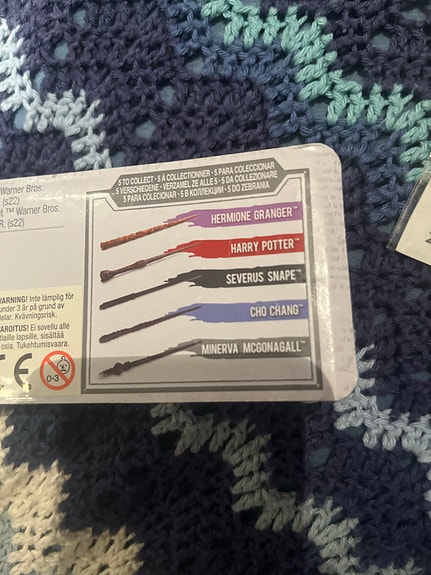 Warner Bros.
(s22)
t ™ Warner Bros.
R. (s22)
WARNING! Inte lämplig för
under 3 år på grund av
delar. Kvävningsrisk.
VAROITUS! Ei sovellu alle
lapsille, sisältää
osia. Tukehtumisvaara.
CE
0-3
5 TO COLLECT · 5 À COLLECTIONNER · 5 PARA COLECCIONAR
5 VERSCHIEDENE · VERZAMEL ZE ALLE 5 · 5 DA COLLEZIONARE
5 PARA COLECIONAR · 5 В КОЛЛЕКЦИИ · 5 DO ZEBRANIA
HERMIONE GRANGER™
HARRY POTTER™
SEVERUS SNAPE™
CHO CHANG™
MINERVA MCGONAGALL™